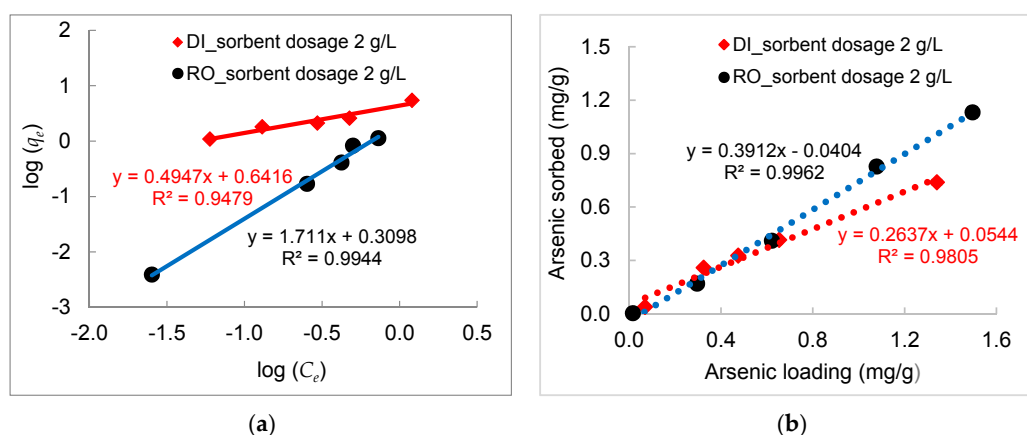 2
1
0
-1
-2
-3
-2.0
-1.5
-1.0
-0.5
0.0
0.5
log (qe)
log (Ce)
DI_sorbent dosage 2 g/L
RO_sorbent dosage 2 g/L
y = 0.4947x + 0.6416
R² = 0.9479
y = 1.711x + 0.3098
R² = 0.9944
(a)
1.5
1.2
0.9
0.6
0.3
0.0
0.0
0.4
0.8
1.2
1.6
Arsenic sorbed (mg/g)
Arsenic loading (mg/g)
DI_sorbent dosage 2 g/L
RO_sorbent dosage 2 g/L
y = 0.3912x - 0.0404
R² = 0.9962
y = 0.2637x + 0.0544
R² = 0.9805
(b)